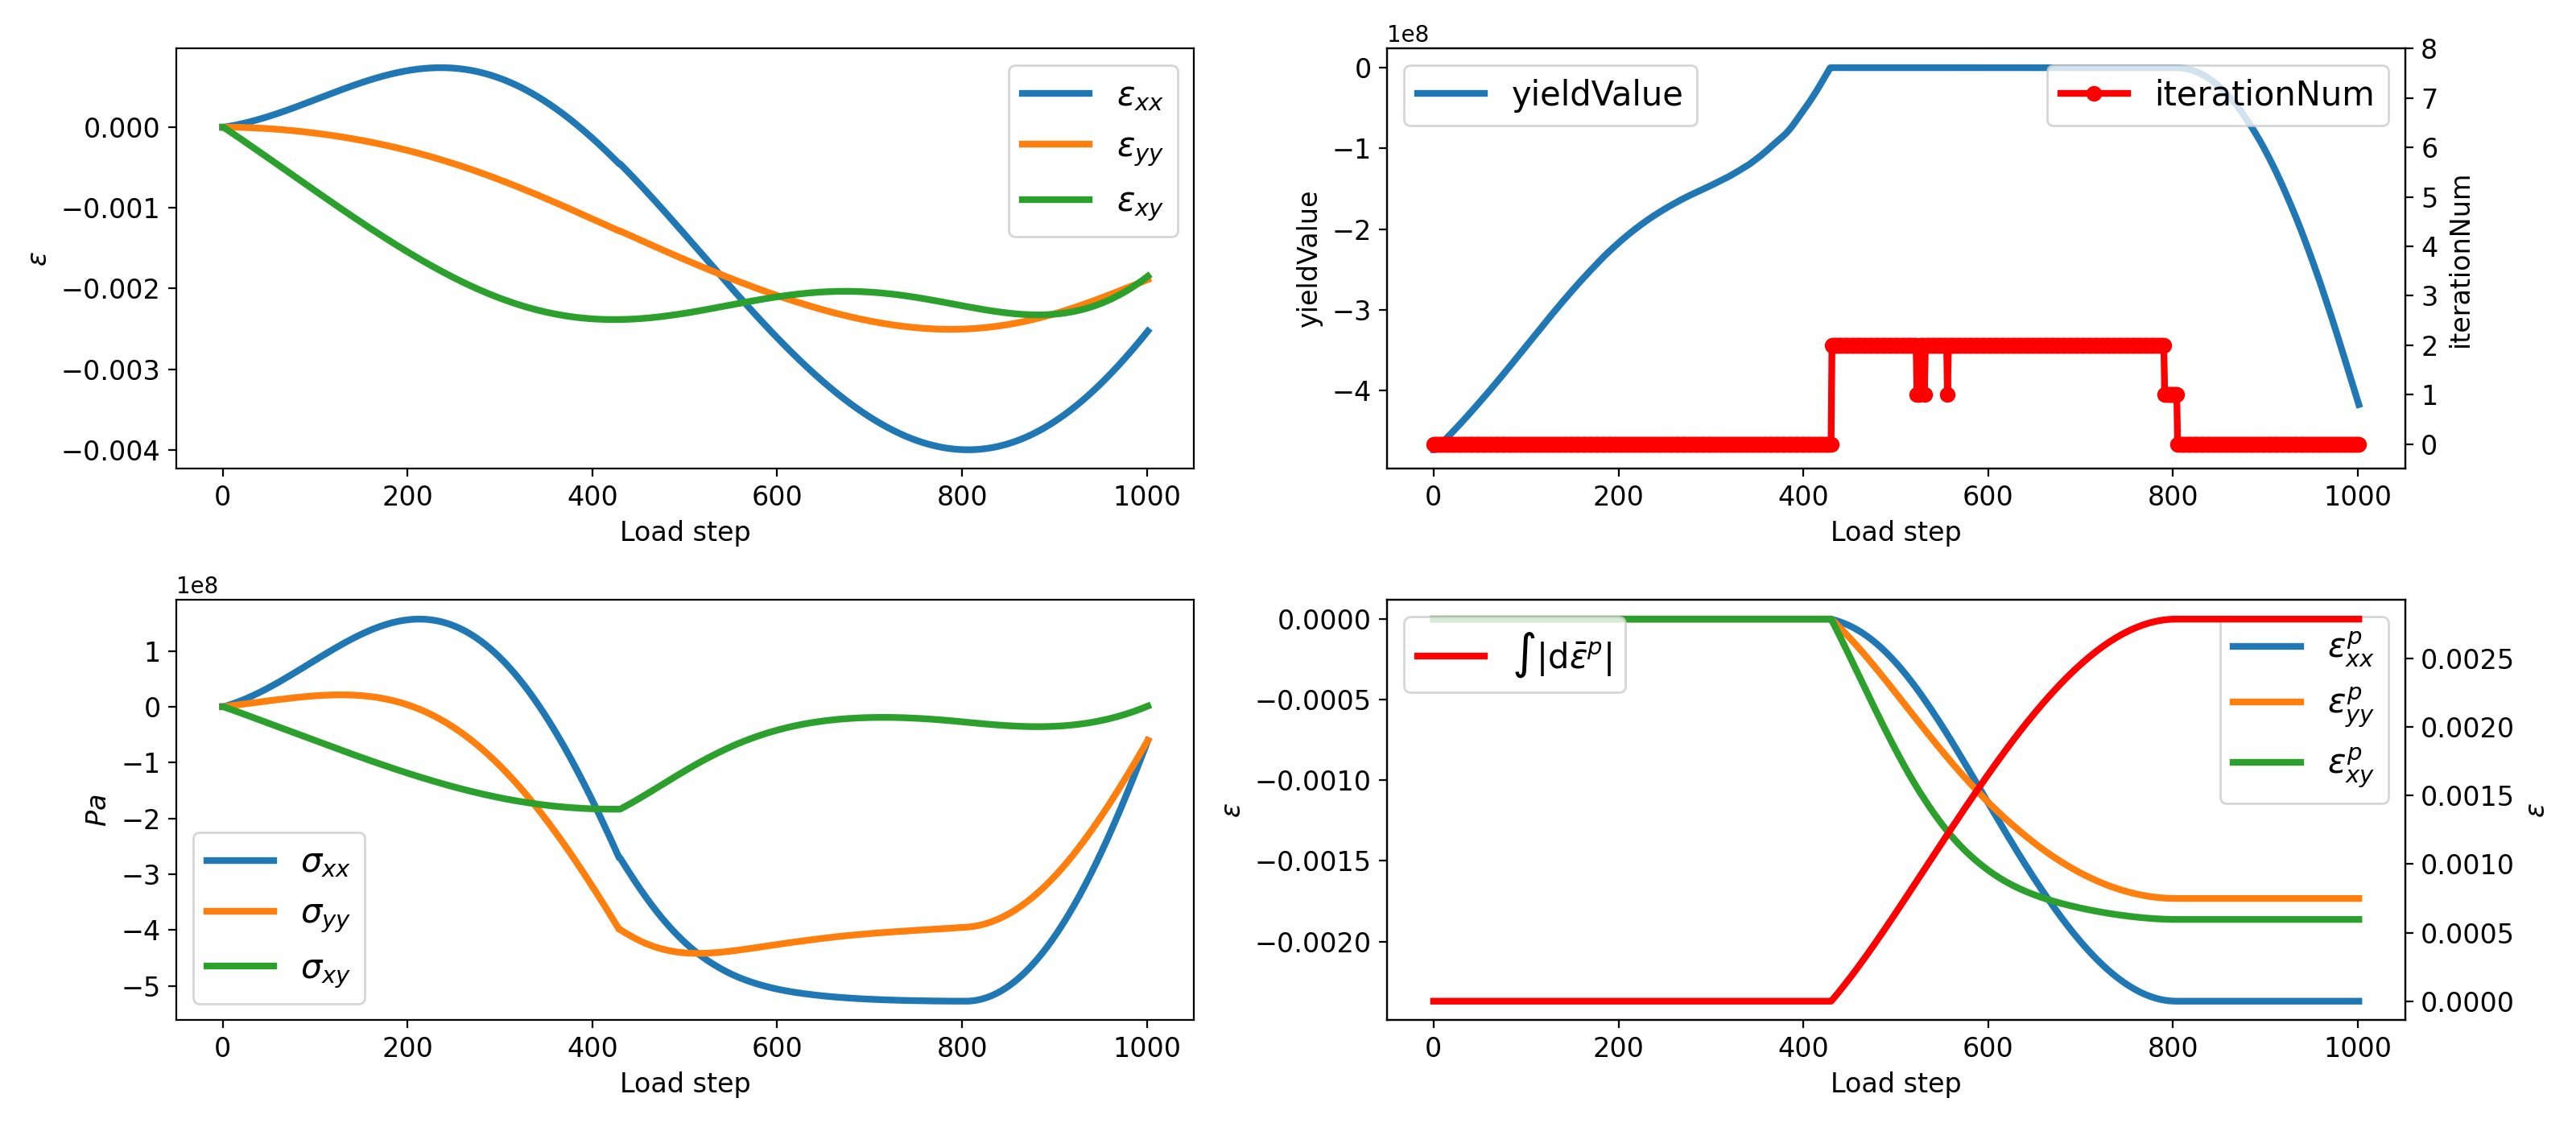 0.000
−0.001
−0.002
−0.003
−0.004
ε
0 200 400 600 800 1000
Load step
ε_xx
ε_yy
ε_xy
1e8
0
−1
−2
−3
−4
yieldValue
0 200 400 600 800 1000
Load step
8
7
6
5
4
3
2
1
0
iterationNum
yieldValue
iterationNum
1e8
1
0
−1
−2
−3
−4
−5
Pa
0 200 400 600 800 1000
Load step
σ_xx
σ_yy
σ_xy
0.0000
−0.0005
−0.0010
−0.0015
−0.0020
ε
0 200 400 600 800 1000
Load step
0.0025
0.0020
0.0015
0.0010
0.0005
0.0000
ε
∫|dε̄^p|
ε^p_xx
ε^p_yy
ε^p_xy